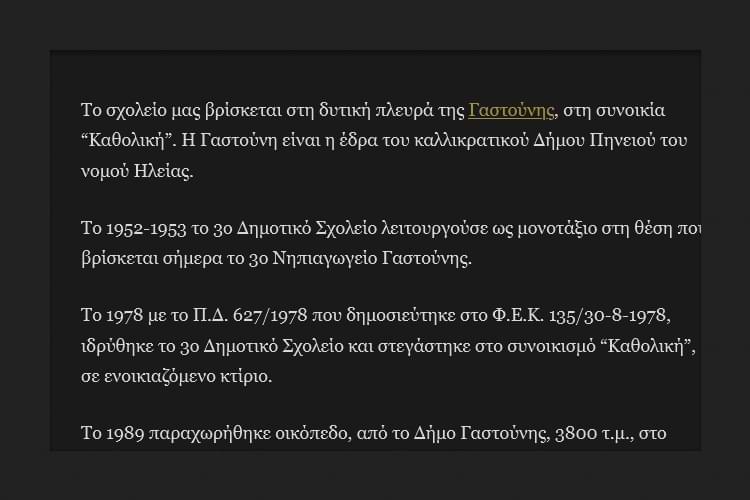 Το σχολείο μας βρίσκεται στη δυτική πλευρά της Γαστούνης, στη συνοικία
“Καθολική”. Η Γαστούνη είναι η έδρα του καλλικρατικού Δήμου Πηνειού του
νομού Ηλείας.
Το 1952-1953 το 3ο Δημοτικό Σχολείο λειτουργούσε ως μονοτάξιο στη θέση που
βρίσκεται σήμερα το 3ο Νηπιαγωγείο Γαστούνης.
Το 1978 με το Π.Δ. 627/1978 που δημοσιεύτηκε στο Φ.Ε.Κ. 135/30-8-1978,
ιδρύθηκε το 3ο Δημοτικό Σχολείο και στεγάστηκε στο συνοικισμό “Καθολική”,
σε ενοικιαζόμενο κτίριο.
Το 1989 παραχωρήθηκε οικόπεδο, από το Δήμο Γαστούνης, 3800 τ.μ., στο